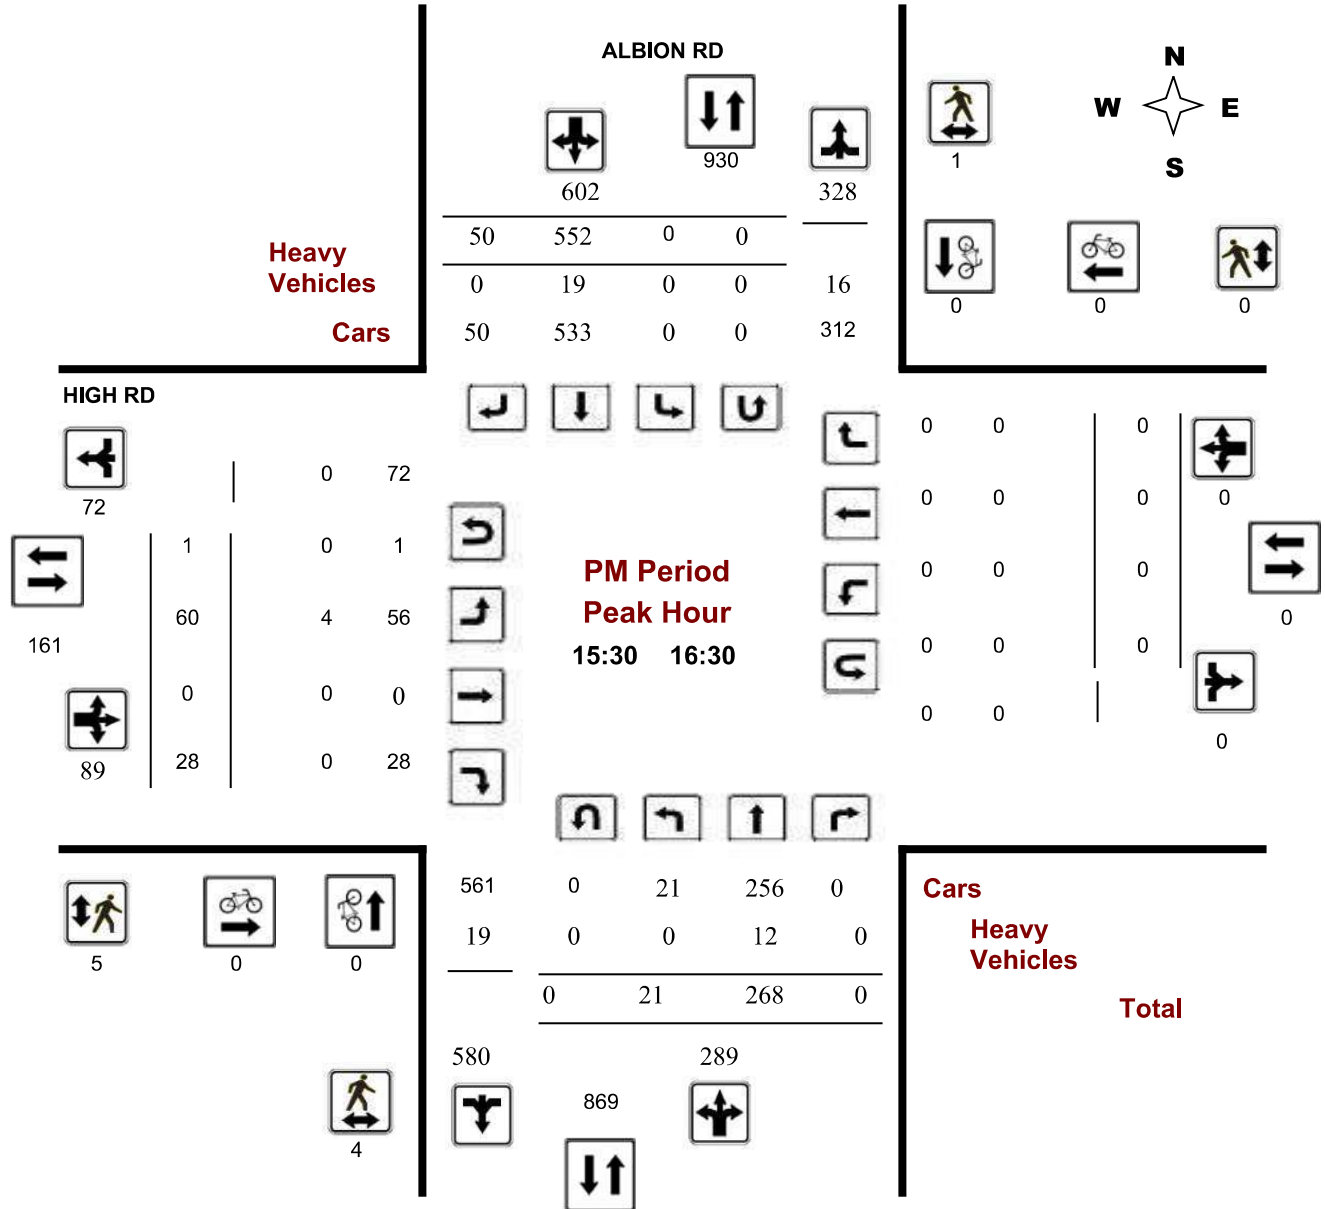 ALBION RD
N
W E
S
930
1
602 328
50 552 0 0
Heavy
Vehicles
0 19 0 0 16
0 0 0
Cars
50 533 0 0 312
HIGH RD
0 0 0
0 72
72
0 0 0 0
1 0 1
PM Period
0 0 0
Peak Hour
60 4 56
0
15:30 16:30
161
0 0 0
0 0 0
0 0
0
89
28 0 28
561 0 21 256 0
Cars
19 0 0 12 0
Heavy
Vehicles
5 0 0
0 21 268 0
Total
580 289
869
4